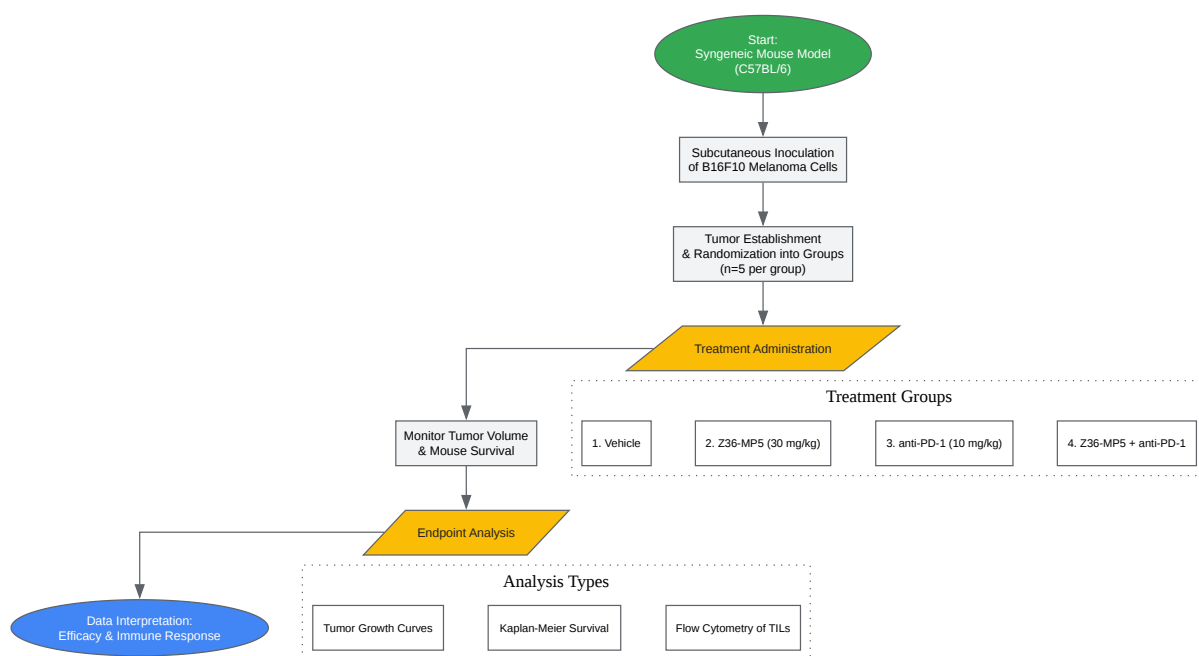 Start:
Syngeneic Mouse Model
(C57BL/6)
Subcutaneous Inoculation
of B16F10 Melanoma Cells
Tumor Establishment
& Randomization into Groups
(n=5 per group)
Treatment Administration
Treatment Groups
1. Vehicle
2. Z36-MP5 (30 mg/kg)
3. anti-PD-1 (10 mg/kg)
4. Z36-MP5 + anti-PD-1
Monitor Tumor Volume
& Mouse Survival
Endpoint Analysis
Analysis Types
Tumor Growth Curves
Kaplan-Meier Survival
Flow Cytometry of TILs
Data Interpretation:
Efficacy & Immune Response